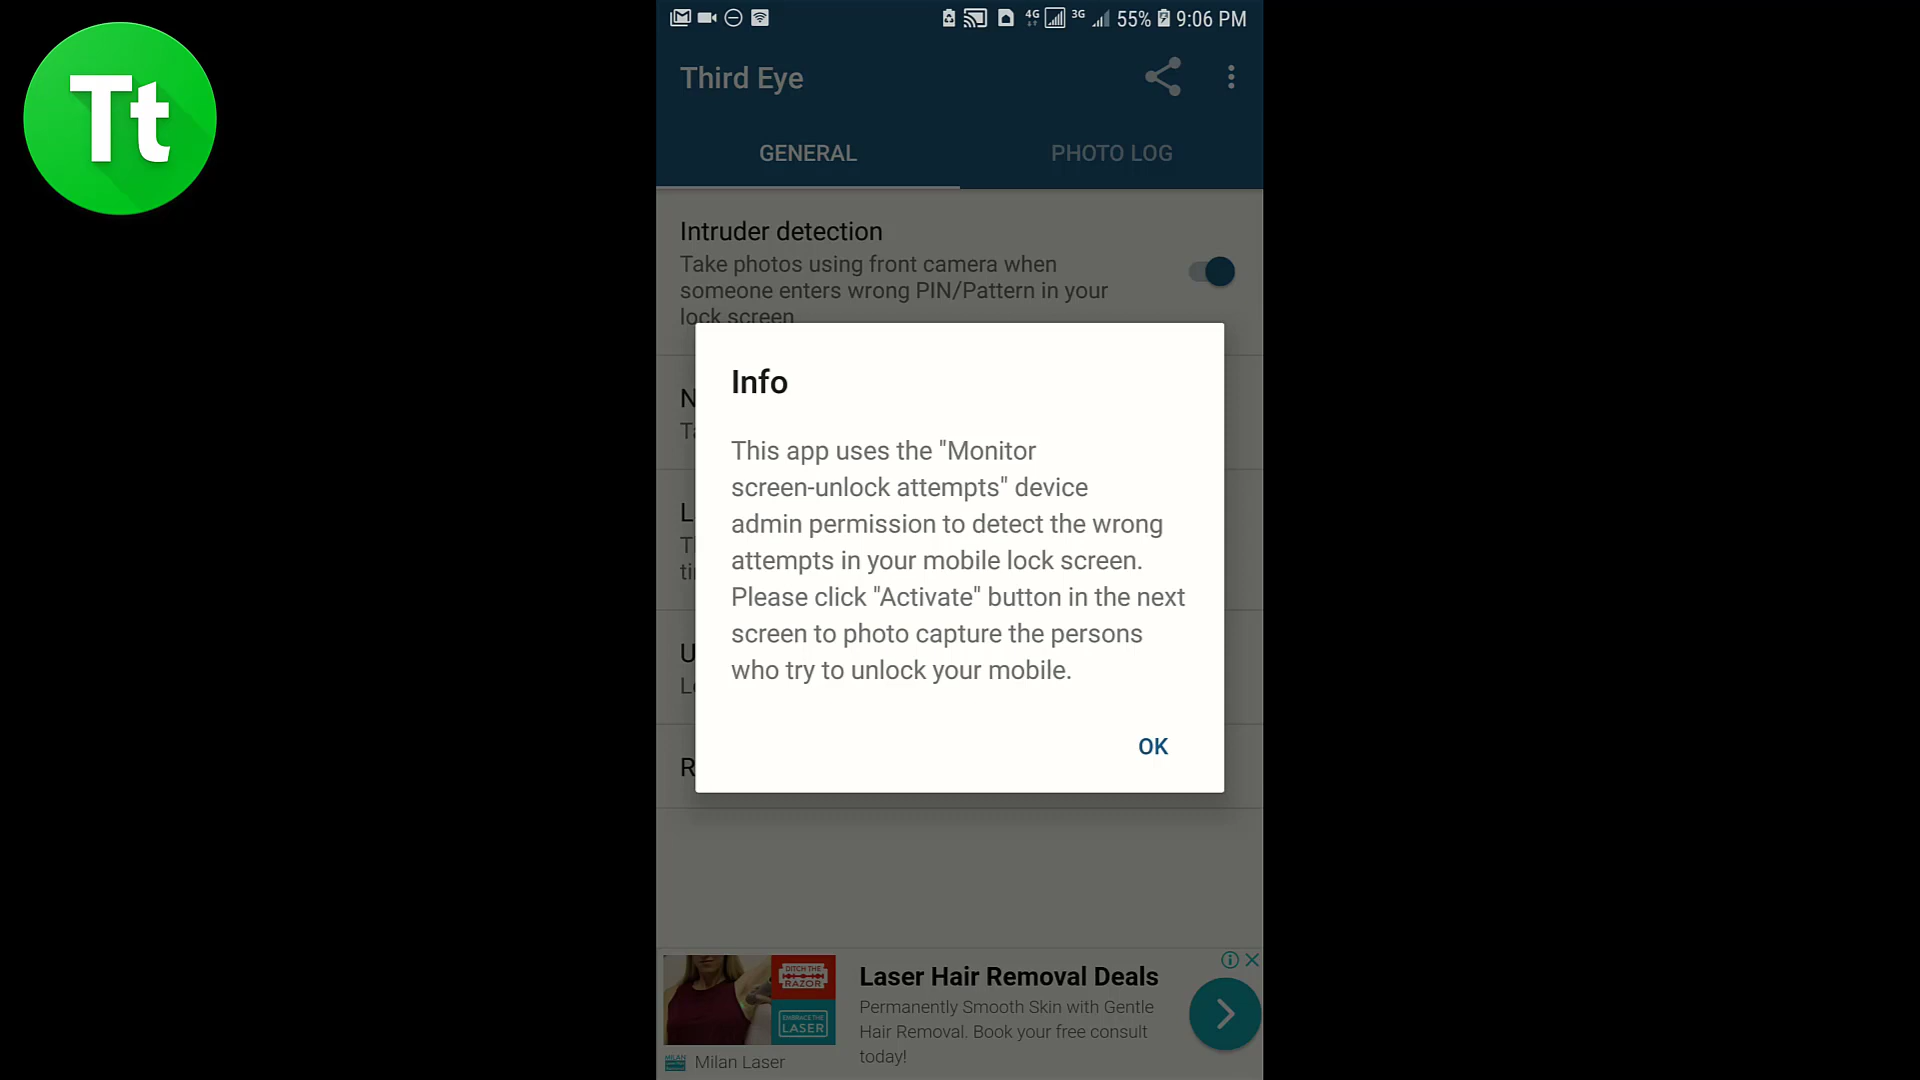 Tt
4G 3G 55% 9:06 PM
Third Eye
GENERAL PHOTO LOG
Intruder detection
Take photos using front camera when
someone enters wrong PIN/Pattern in your
lock screen
Info
This app uses the "Monitor
screen-unlock attempts" device
admin permission to detect the wrong
attempts in your mobile lock screen.
Please click "Activate" button in the next
screen to photo capture the persons
who try to unlock your mobile.
OK
DITCH THE
RAZOR
EMBRACE THE
LASER
MILAN
Milan Laser
Laser Hair Removal Deals
Permanently Smooth Skin with Gentle
Hair Removal. Book your free consult
today!